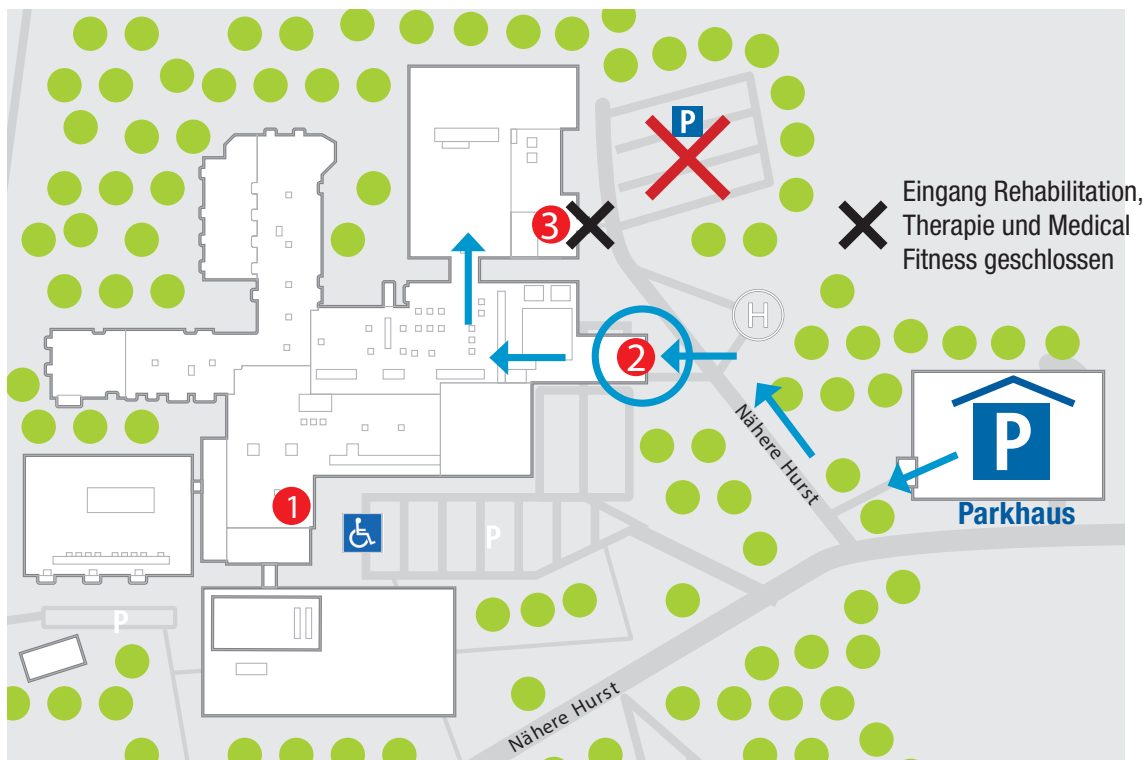 P
Eingang Rehabilitation,
Therapie und Medical
Fitness geschlossen
3
H
2
Nähere Hurst
P
Parkhaus
1
P
P
Nähere Hurst